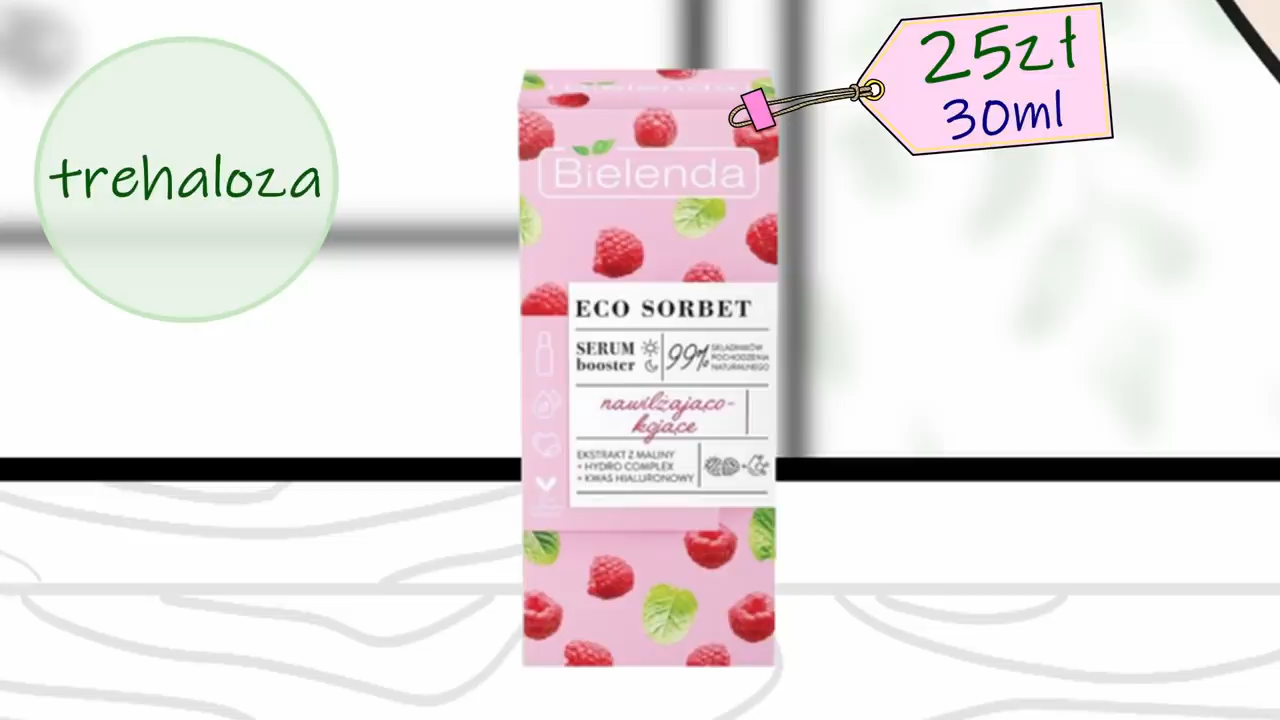 trehaloza
25zł
30ml
Bielenda
ECO SORBET
SERUM
booster
99%
SKŁADNIKÓW
POCHODZENIA
NATURALNEGO
nawilżająco-
kojące
EKSTRAKT Z MALINY
+ HYDRO COMPLEX
+ KWAS HIALURONOWY